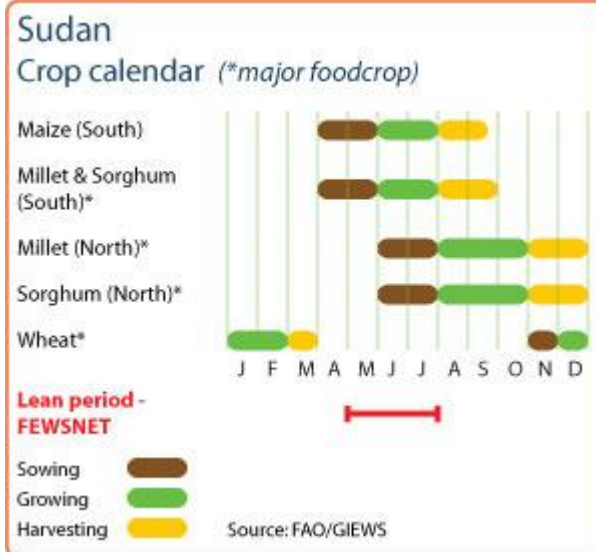 Sudan
Crop calendar (*major foodcrop)
Maize (South)
Millet & Sorghum
(South)*
Millet (North)*
Sorghum (North)*
Wheat*
J F M A M J J A S O N D
Lean period -
FEWSNET
Sowing
Growing
Harvesting
Source: FAO/GIEWS